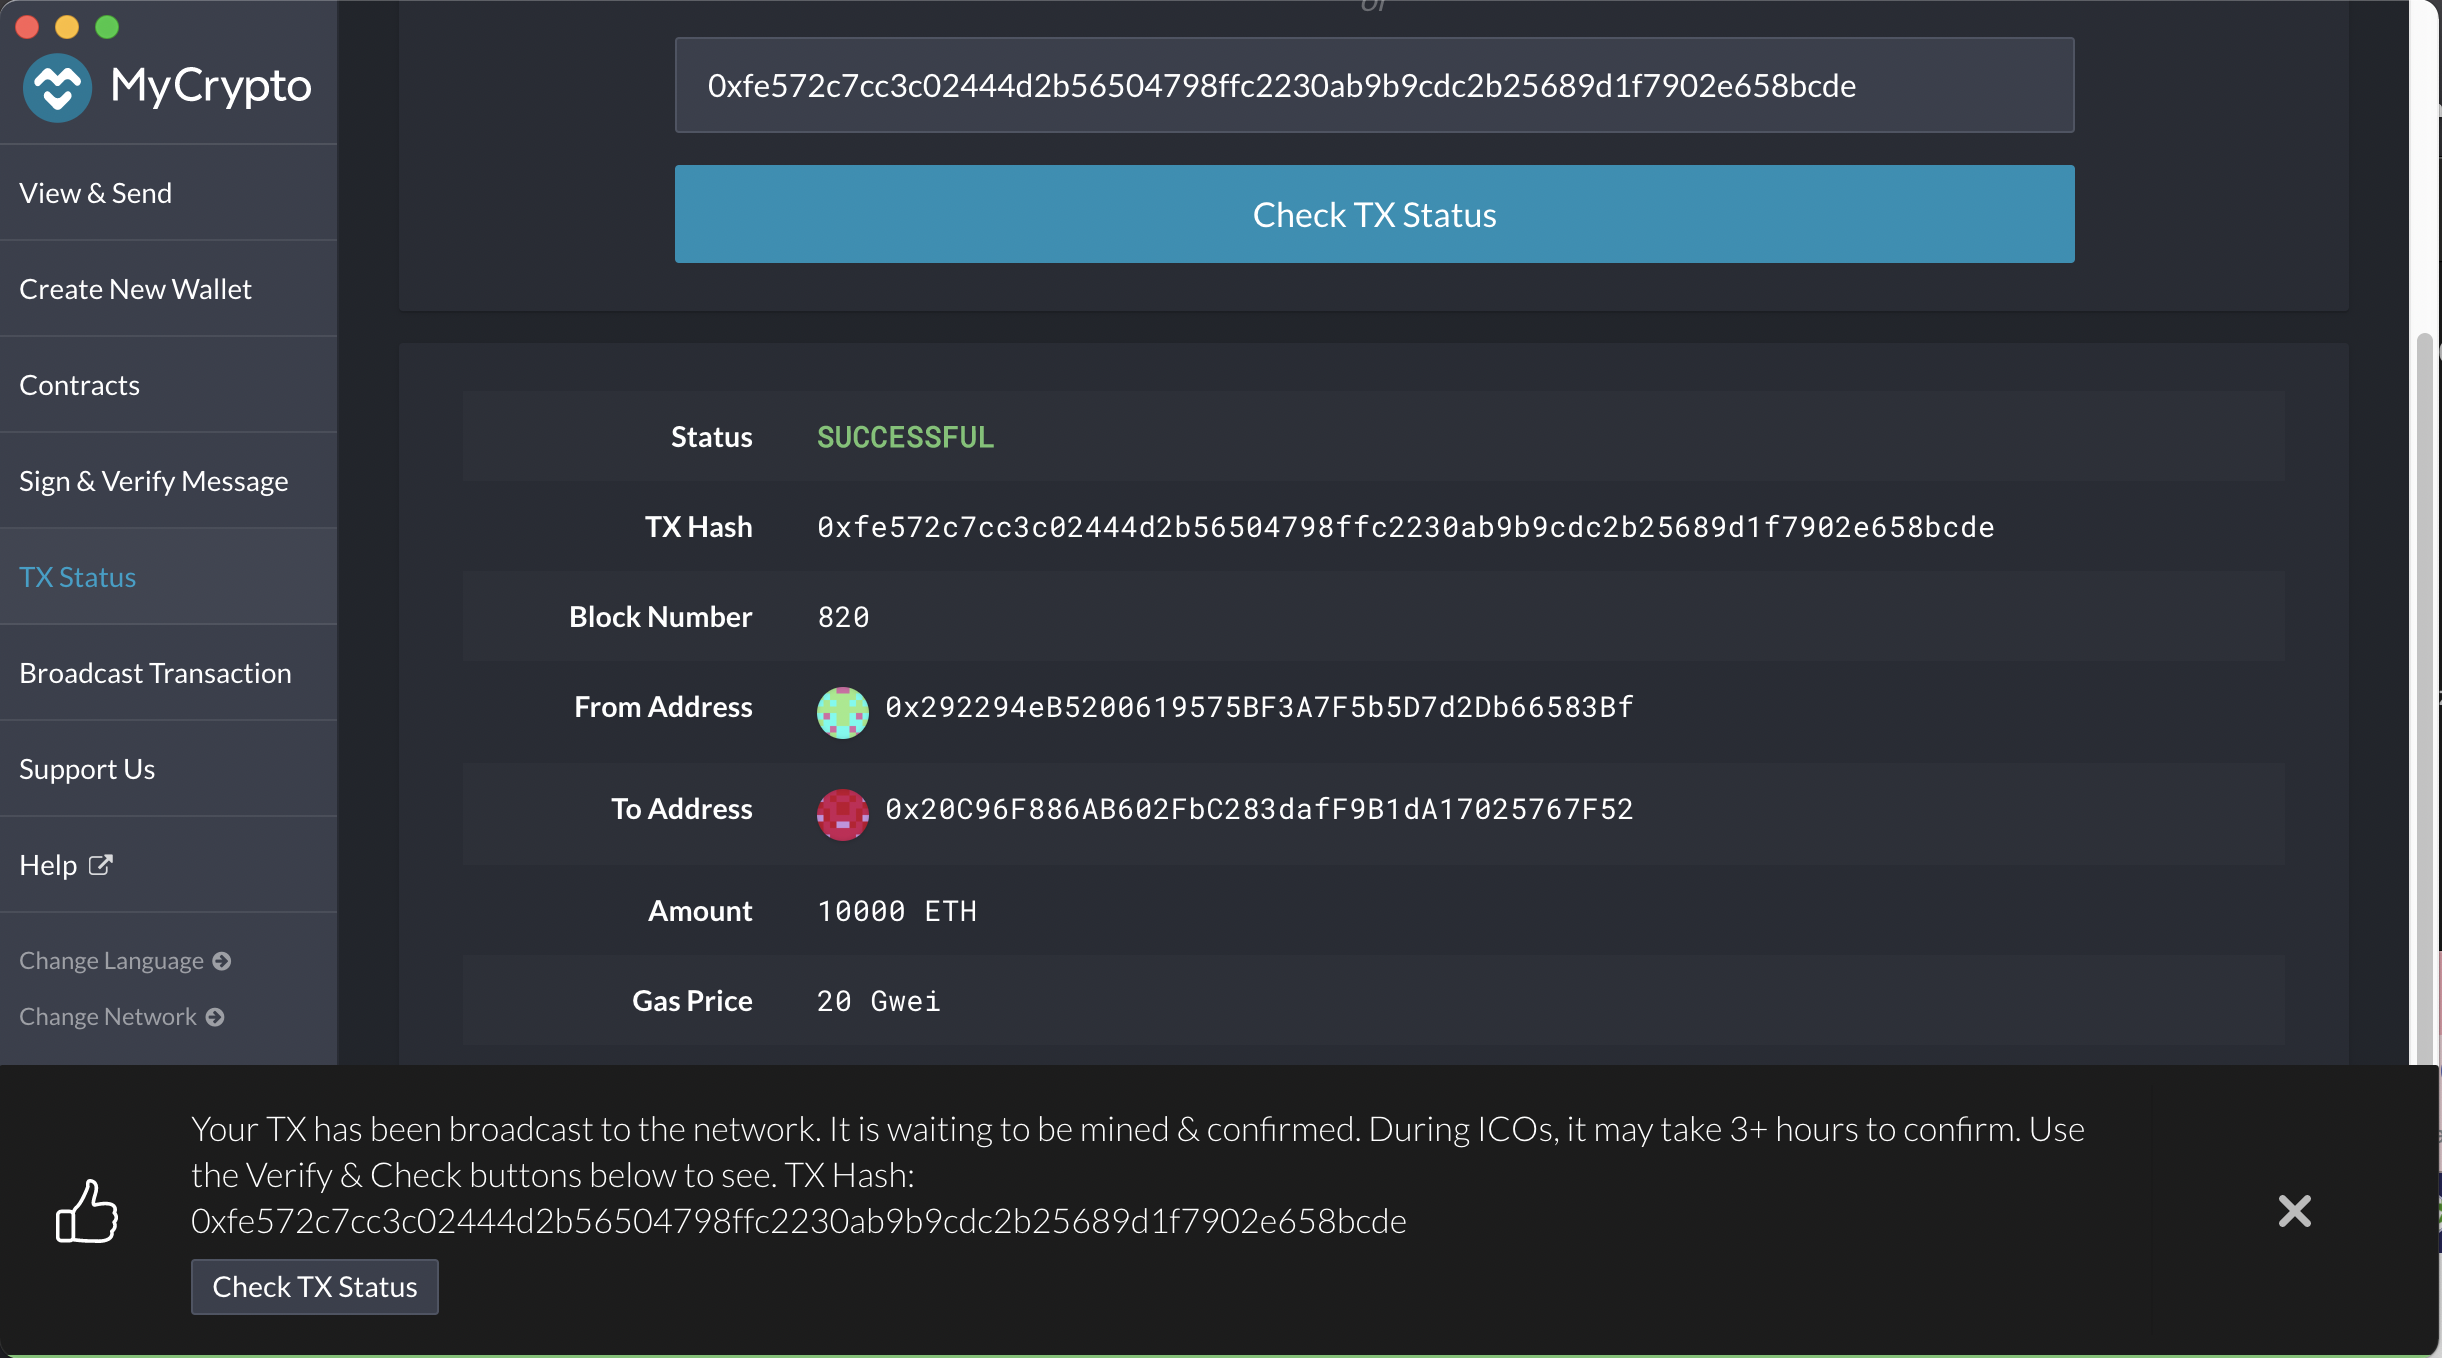 MyCrypto
View & Send
Create New Wallet
Contracts
Sign & Verify Message
TX Status
Broadcast Transaction
Support Us
Help
Change Language
Change Network
or
0xfe572c7cc3c02444d2b56504798ffc2230ab9b9cdc2b25689d1f7902e658bcde
Check TX Status
Status SUCCESSFUL
TX Hash 0xfe572c7cc3c02444d2b56504798ffc2230ab9b9cdc2b25689d1f7902e658bcde
Block Number 820
From Address 0x292294eB5200619575BF3A7F5b5D7d2Db66583Bf
To Address 0x20C96F886AB602FbC283dafF9B1dA17025767F52
Amount 10000 ETH
Gas Price 20 Gwei
Your TX has been broadcast to the network. It is waiting to be mined & confirmed. During ICOs, it may take 3+ hours to confirm. Use
the Verify & Check buttons below to see. TX Hash:
0xfe572c7cc3c02444d2b56504798ffc2230ab9b9cdc2b25689d1f7902e658bcde
Check TX Status